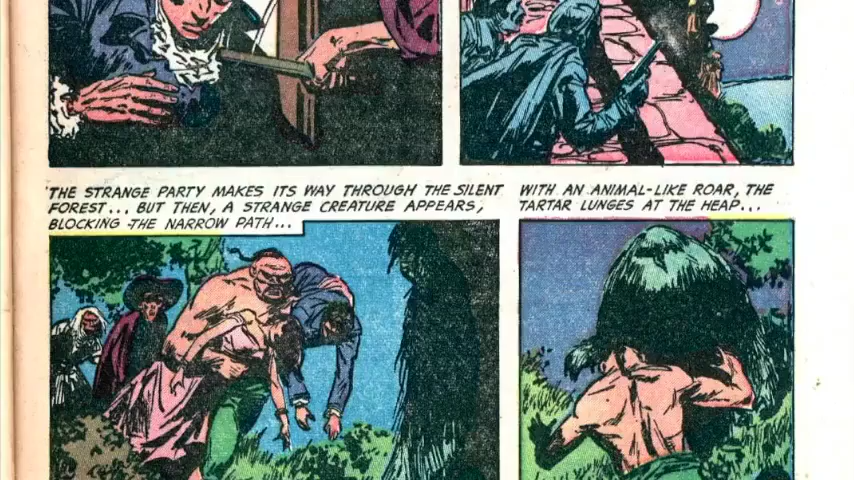 THE STRANGE PARTY MAKES ITS WAY THROUGH THE SILENT
FOREST... BUT THEN, A STRANGE CREATURE APPEARS,
BLOCKING THE NARROW PATH...
WITH AN ANIMAL-LIKE ROAR, THE
TARTAR LUNGES AT THE HEAP...